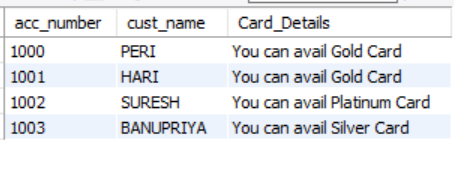 acc_number cust_name Card_Details
1000 PERI You can avail Gold Card
1001 HARI You can avail Gold Card
1002 SURESH You can avail Platinum Card
1003 BANUPRIYA You can avail Silver Card